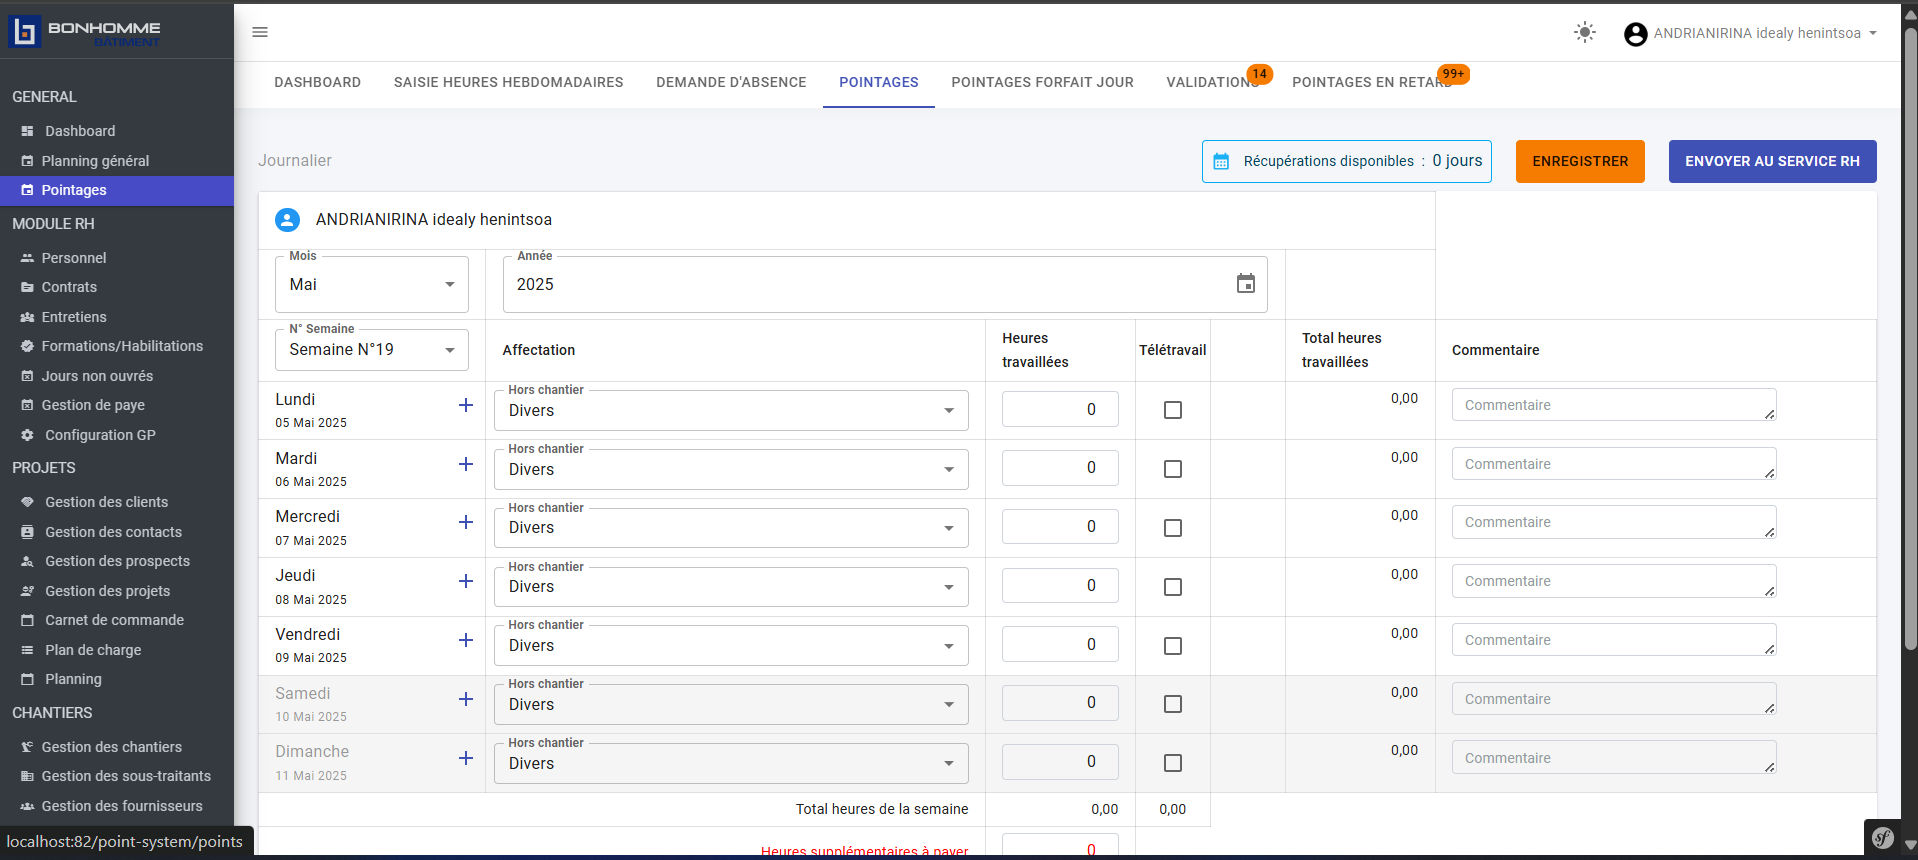 BONHOMME
BÂTIMENT
GENERAL
Dashboard
Planning général
Pointages
MODULE RH
Personnel
Contrats
Entretiens
Formations/Habilitations
Jours non ouvrés
Gestion de paye
Configuration GP
PROJETS
Gestion des clients
Gestion des contacts
Gestion des prospects
Gestion des projets
Carnet de commande
Plan de charge
Planning
CHANTIERS
Gestion des chantiers
Gestion des sous-traitants
Gestion des fournisseurs
localhost:82/point-system/points
ANDRIANIRINA idealy henintsoa
DASHBOARD SAISIE HEURES HEBDOMADAIRES DEMANDE D'ABSENCE POINTAGES POINTAGES FORFAIT JOUR VALIDATIONS 14 POINTAGES EN RETARD 99+
Journalier Récupérations disponibles : 0 jours ENREGISTRER ENVOYER AU SERVICE RH
ANDRIANIRINA idealy henintsoa
Mois Année
Mai 2025
N° Semaine
Semaine N°19 Affectation Heures travaillées Télétravail Total heures travaillées Commentaire
Hors chantier
Lundi Divers 0 0,00 Commentaire
05 Mai 2025
Hors chantier
Mardi Divers 0 0,00 Commentaire
06 Mai 2025
Hors chantier
Mercredi Divers 0 0,00 Commentaire
07 Mai 2025
Hors chantier
Jeudi Divers 0 0,00 Commentaire
08 Mai 2025
Hors chantier
Vendredi Divers 0 0,00 Commentaire
09 Mai 2025
Hors chantier
Samedi Divers 0 0,00 Commentaire
10 Mai 2025
Hors chantier
Dimanche Divers 0 0,00 Commentaire
11 Mai 2025
Total heures de la semaine 0,00 0,00
Heures supplémentaires à payer 0
sf